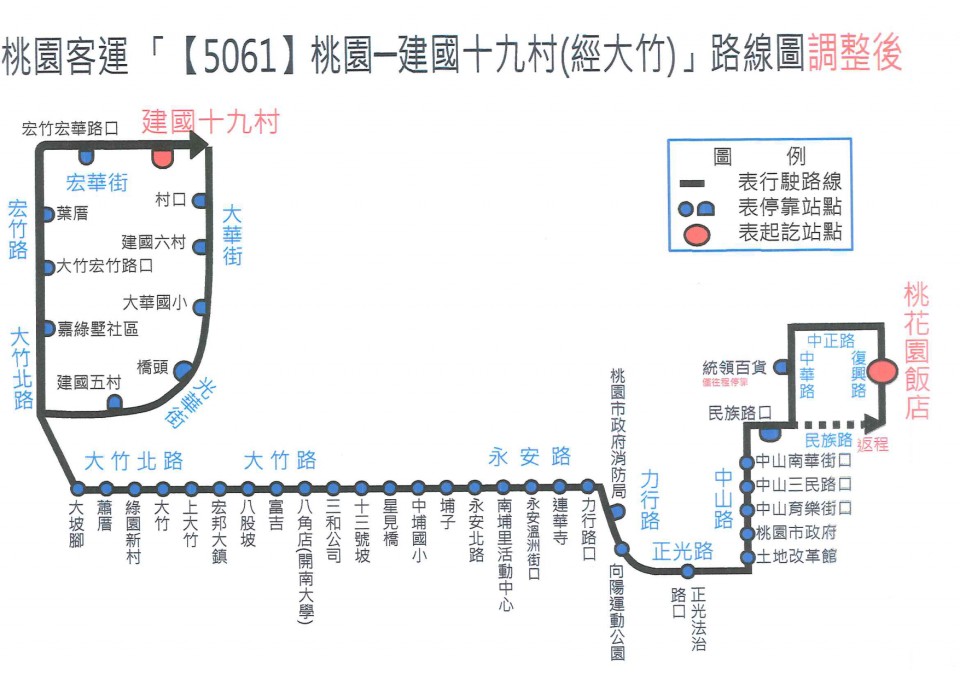 桃園客運「【5061】桃園─建國十九村(經大竹)」路線圖調整後
圖 例
表行駛路線
表停靠站點
表起訖站點
宏竹宏華路口
建國十九村
宏華街
宏竹路
葉厝
大竹宏竹路口
嘉綠墅社區
大竹北路
建國五村
橋頭
光華街
大華國小
建國六村
村口
大華街
大竹北路
大竹路
永安路
大坡腳
蕭厝
綠園新村
大竹
上大竹
宏邦大鎮
八股坡
富吉
八角店(開南大學)
三和公司
十三號坡
星見橋
中埔國小
埔子
永安北路
南埔里活動中心
永安溫洲街口
連華寺
力行路口
桃園市政府消防局
力行路
向陽運動公園
正光路
正光法治
路口
中山路
土地改革館
桃園市政府
中山育樂街口
中山三民路口
中山南華街口
民族路口
民族路
返程
統領百貨
僅往程停靠
中華路
中正路
復興路
桃花園飯店